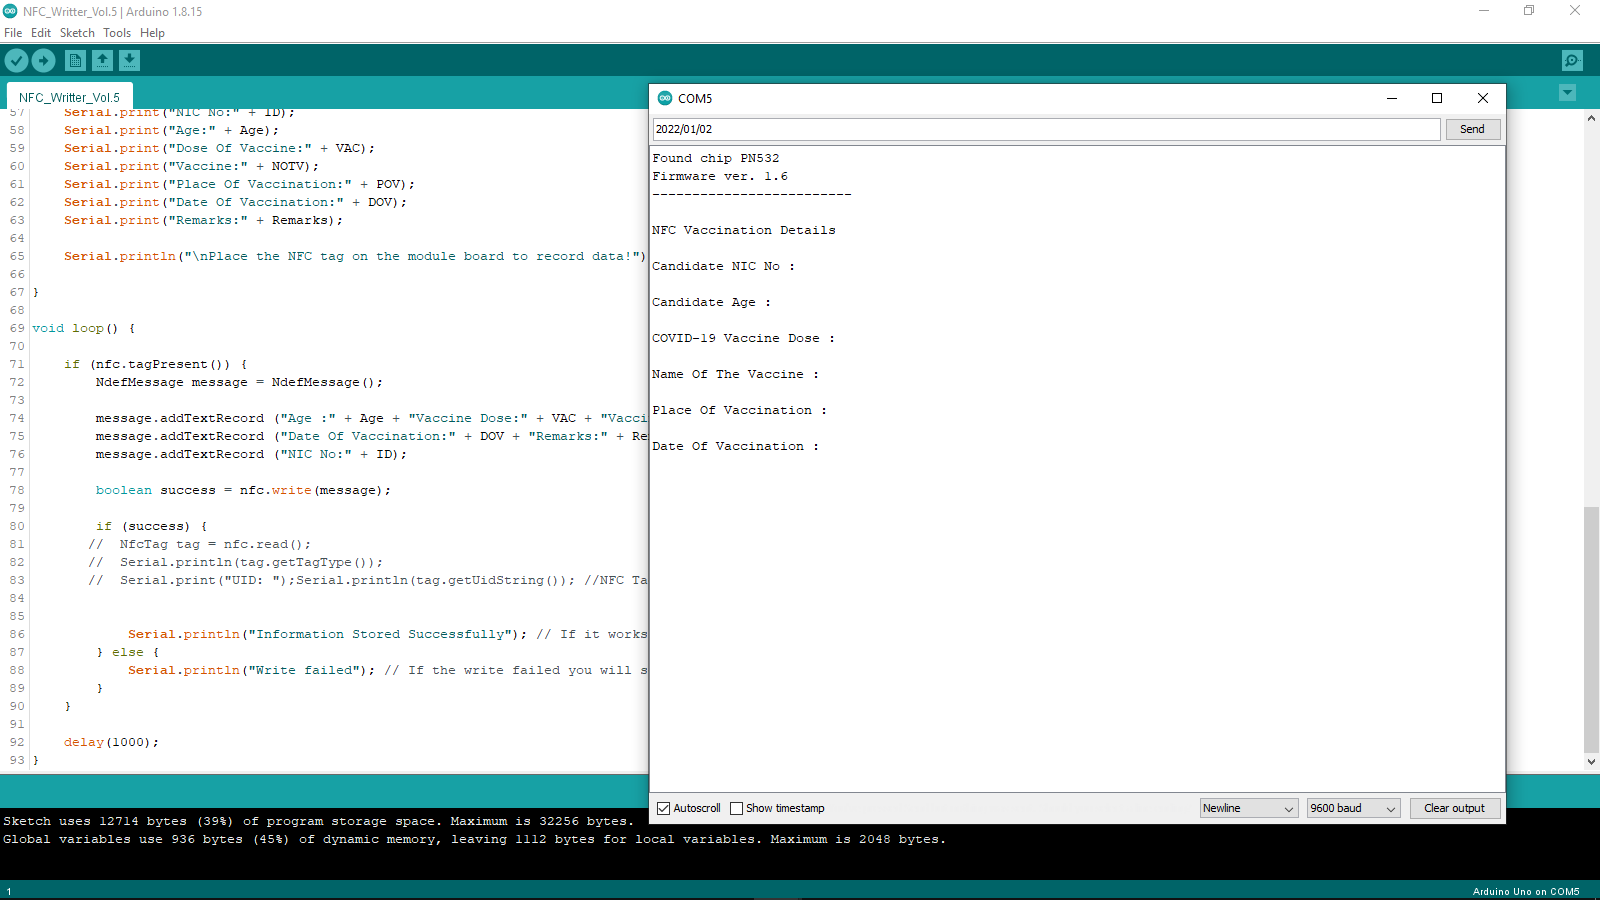 NFC_Writter_Vol.5 | Arduino 1.8.15
File Edit Sketch Tools Help
NFC_Writter_Vol.5
57 Serial.print("NIC No:" + ID);
58 Serial.print("Age:" + Age);
59 Serial.print("Dose Of Vaccine:" + VAC);
60 Serial.print("Vaccine:" + NOTV);
61 Serial.print("Place Of Vaccination:" + POV);
62 Serial.print("Date Of Vaccination:" + DOV);
63 Serial.print("Remarks:" + Remarks);
64
65 Serial.println("\nPlace the NFC tag on the module board to record data!")
66
67 }
68
69 void loop() {
70
71 if (nfc.tagPresent()) {
72 NdefMessage message = NdefMessage();
73
74 message.addTextRecord ("Age :" + Age + "Vaccine Dose:" + VAC + "Vacci
75 message.addTextRecord ("Date Of Vaccination:" + DOV + "Remarks:" + Re
76 message.addTextRecord ("NIC No:" + ID);
77
78 boolean success = nfc.write(message);
79
80 if (success) {
81 // NfcTag tag = nfc.read();
82 // Serial.println(tag.getTagType());
83 // Serial.print("UID: ");Serial.println(tag.getUidString()); //NFC Ta
84
85
86 Serial.println("Information Stored Successfully"); // If it works
87 } else {
88 Serial.println("Write failed"); // If the write failed you will s
89 }
90 }
91
92 delay(1000);
93 }
COM5
2022/01/02
Send
Found chip PN532
Firmware ver. 1.6
-------------------------
NFC Vaccination Details
Candidate NIC No :
Candidate Age :
COVID-19 Vaccine Dose :
Name Of The Vaccine :
Place Of Vaccination :
Date Of Vaccination :
Autoscroll Show timestamp Newline 9600 baud Clear output
Sketch uses 12714 bytes (39%) of program storage space. Maximum is 32256 bytes.
Global variables use 936 bytes (45%) of dynamic memory, leaving 1112 bytes for local variables. Maximum is 2048 bytes.
1 Arduino Uno on COM5